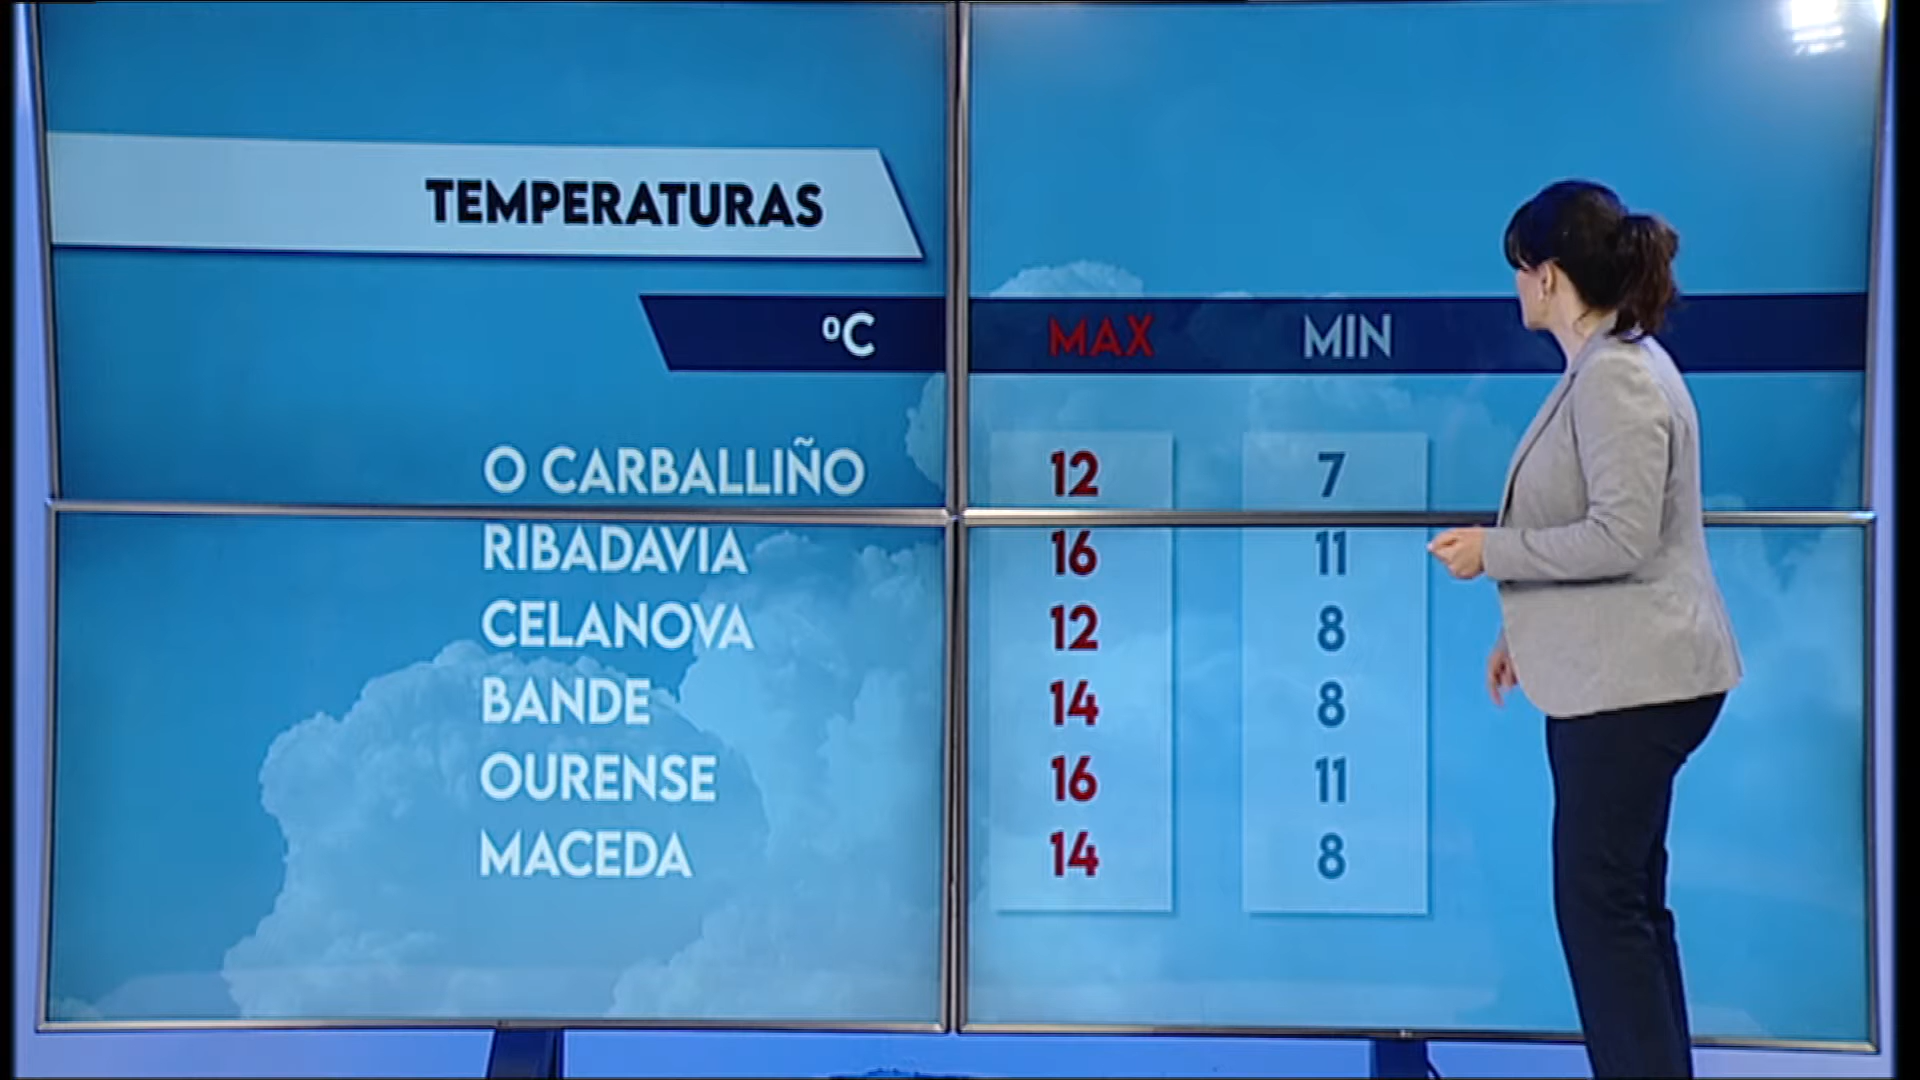 TEMPERATURAS
ºC MAX MIN
O CARBALLIÑO 12 7
RIBADAVIA 16 11
CELANOVA 12 8
BANDE 14 8
OURENSE 16 11
MACEDA 14 8